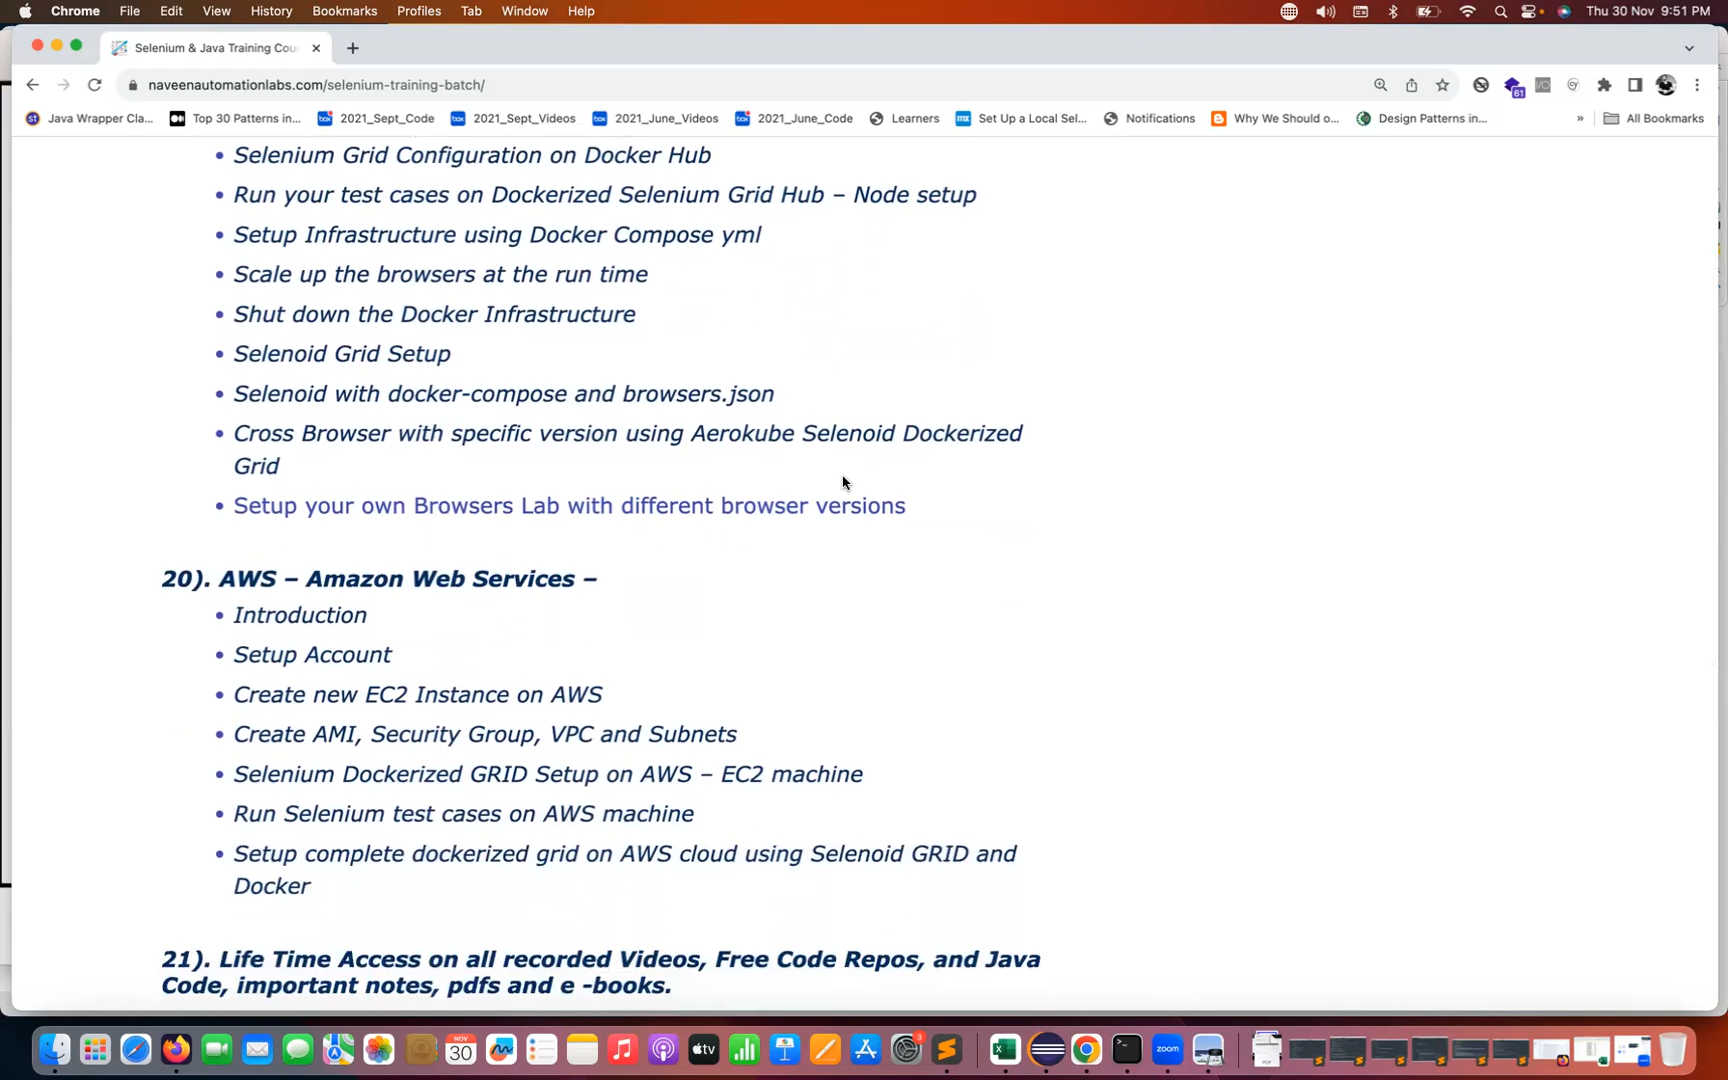 Chrome File Edit View History Bookmarks Profiles Tab Window Help Thu 30 Nov 9:51 PM
Selenium & Java Training Cou
naveenautomationlabs.com/selenium-training-batch/
61
Java Wrapper Cla... Top 30 Patterns in... 2021_Sept_Code 2021_Sept_Videos 2021_June_Videos 2021_June_Code Learners Set Up a Local Sel... Notifications Why We Should o... Design Patterns in... » All Bookmarks
• Selenium Grid Configuration on Docker Hub
• Run your test cases on Dockerized Selenium Grid Hub – Node setup
• Setup Infrastructure using Docker Compose yml
• Scale up the browsers at the run time
• Shut down the Docker Infrastructure
• Selenoid Grid Setup
• Selenoid with docker-compose and browsers.json
• Cross Browser with specific version using Aerokube Selenoid Dockerized
Grid
• Setup your own Browsers Lab with different browser versions
20). AWS – Amazon Web Services –
• Introduction
• Setup Account
• Create new EC2 Instance on AWS
• Create AMI, Security Group, VPC and Subnets
• Selenium Dockerized GRID Setup on AWS – EC2 machine
• Run Selenium test cases on AWS machine
• Setup complete dockerized grid on AWS cloud using Selenoid GRID and
Docker
21). Life Time Access on all recorded Videos, Free Code Repos, and Java
Code, important notes, pdfs and e -books.
NOV
30
tv
3
zoom